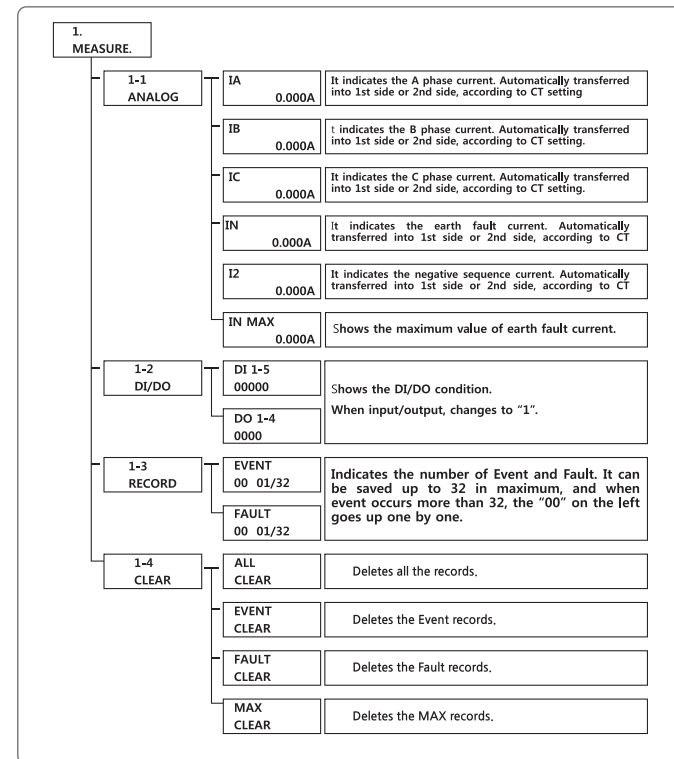 1.
MEASURE.
1-1
ANALOG
IA
0.000A
It indicates the A phase current. Automatically transferred
into 1st side or 2nd side, according to CT setting
IB
0.000A
t indicates the B phase current. Automatically transferred
into 1st side or 2nd side, according to CT setting.
IC
0.000A
It indicates the C phase current. Automatically transferred
into 1st side or 2nd side, according to CT setting.
IN
0.000A
It indicates the earth fault current. Automatically
transferred into 1st side or 2nd side, according to CT
I2
0.000A
It indicates the negative sequence current. Automatically
transferred into 1st side or 2nd side, according to CT
IN MAX
0.000A
Shows the maximum value of earth fault current.
1-2
DI/DO
DI 1-5
00000
DO 1-4
0000
Shows the DI/DO condition.
When input/output, changes to “1”.
1-3
RECORD
EVENT
00 01/32
FAULT
00 01/32
Indicates the number of Event and Fault. It can
be saved up to 32 in maximum, and when
event occurs more than 32, the “00” on the left
goes up one by one.
1-4
CLEAR
ALL
CLEAR
Deletes all the records.
EVENT
CLEAR
Deletes the Event records.
FAULT
CLEAR
Deletes the Fault records.
MAX
CLEAR
Deletes the MAX records.